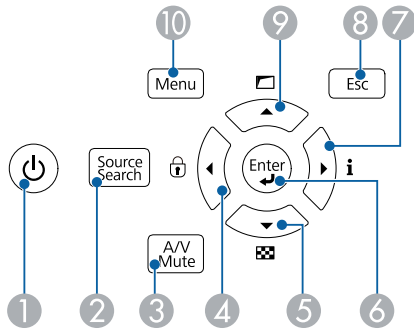 10 9 8 7
Menu
Esc
Source
Search
Enter
i
A/V
Mute
1 2 3 4 5 6